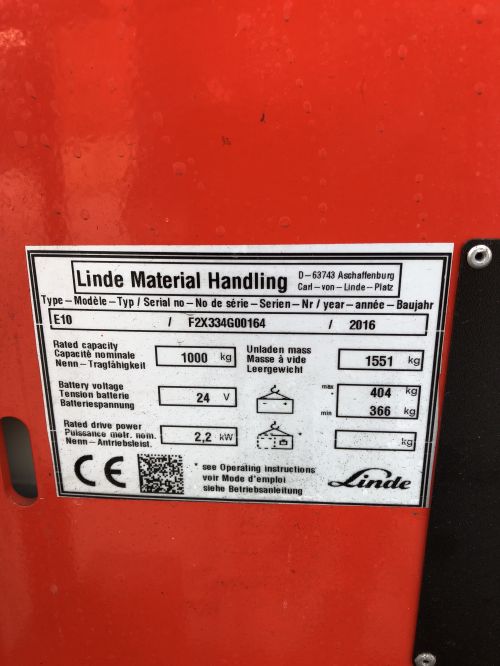 Linde Material Handling
D-63743 Aschaffenburg
Carl-von-Linde-Platz
Type-Modèle-Typ / Serial no-No de série-Serien-Nr / year-année-Baujahr
E10 / F2X334G00164 / 2016
Rated capacity
Capacité nominale
Nenn-Tragfähigkeit
1000 kg
Unladen mass
Masse à vide
Leergewicht
1551 kg
Battery voltage
Tension batterie
Batteriespannung
24 V
max * 404 kg
min 366 kg
Rated drive power
Puissance motr. nom.
Nenn-Antriebsleist.
2,2 kW
kg
CE
* see Operating instructions
voir Mode d'emploi
siehe Betriebsanleitung
Linde